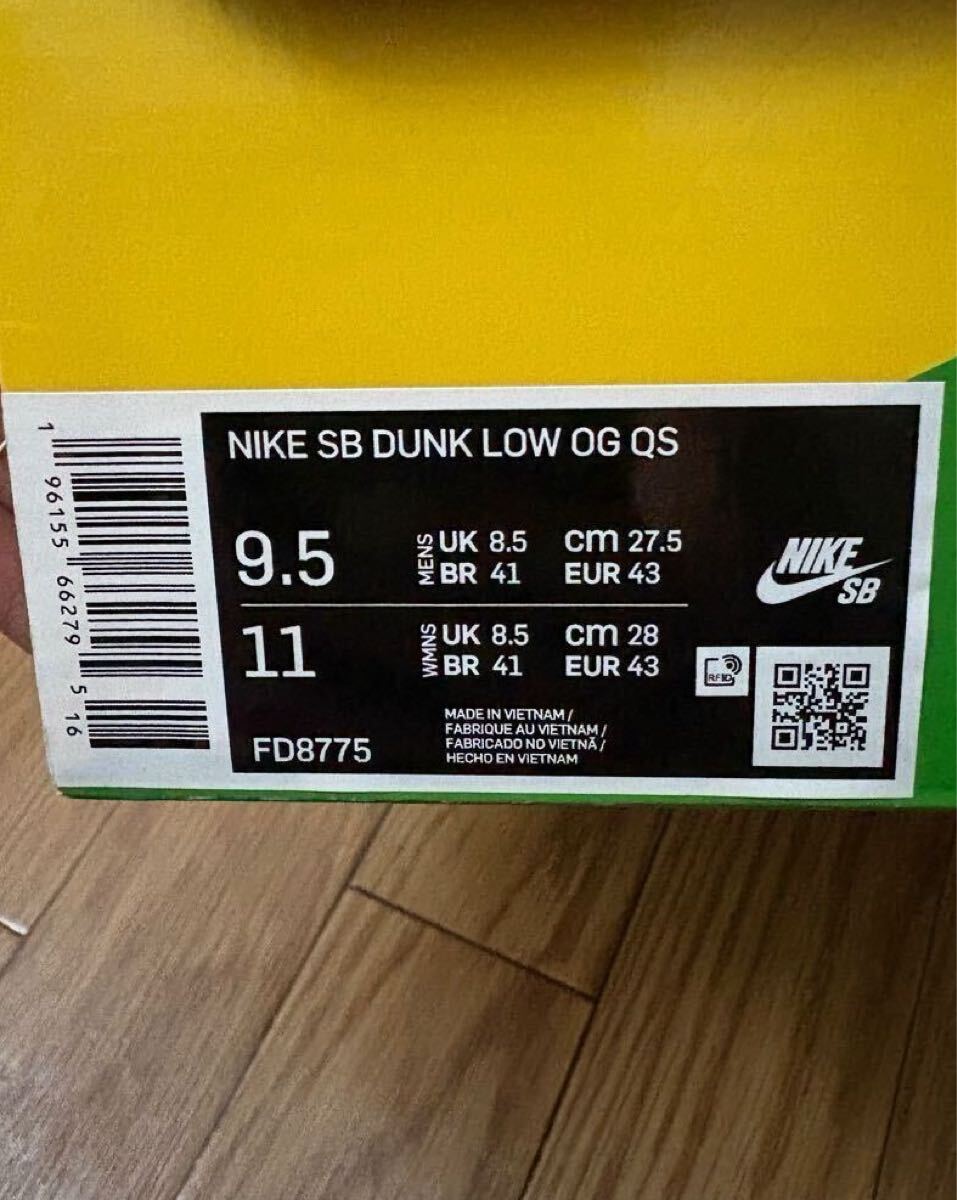 NIKE SB DUNK LOW OG QS
9.5
MENS
UK 8.5 cm 27.5
BR 41 EUR 43
11
WMNS
UK 8.5 cm 28
BR 41 EUR 43
FD8775
MADE IN VIETNAM /
FABRIQUE AU VIETNAM /
FABRICADO NO VIETNÃ /
HECHO EN VIETNAM
NIKE
SB
RFID
1 96155 66279 5 16